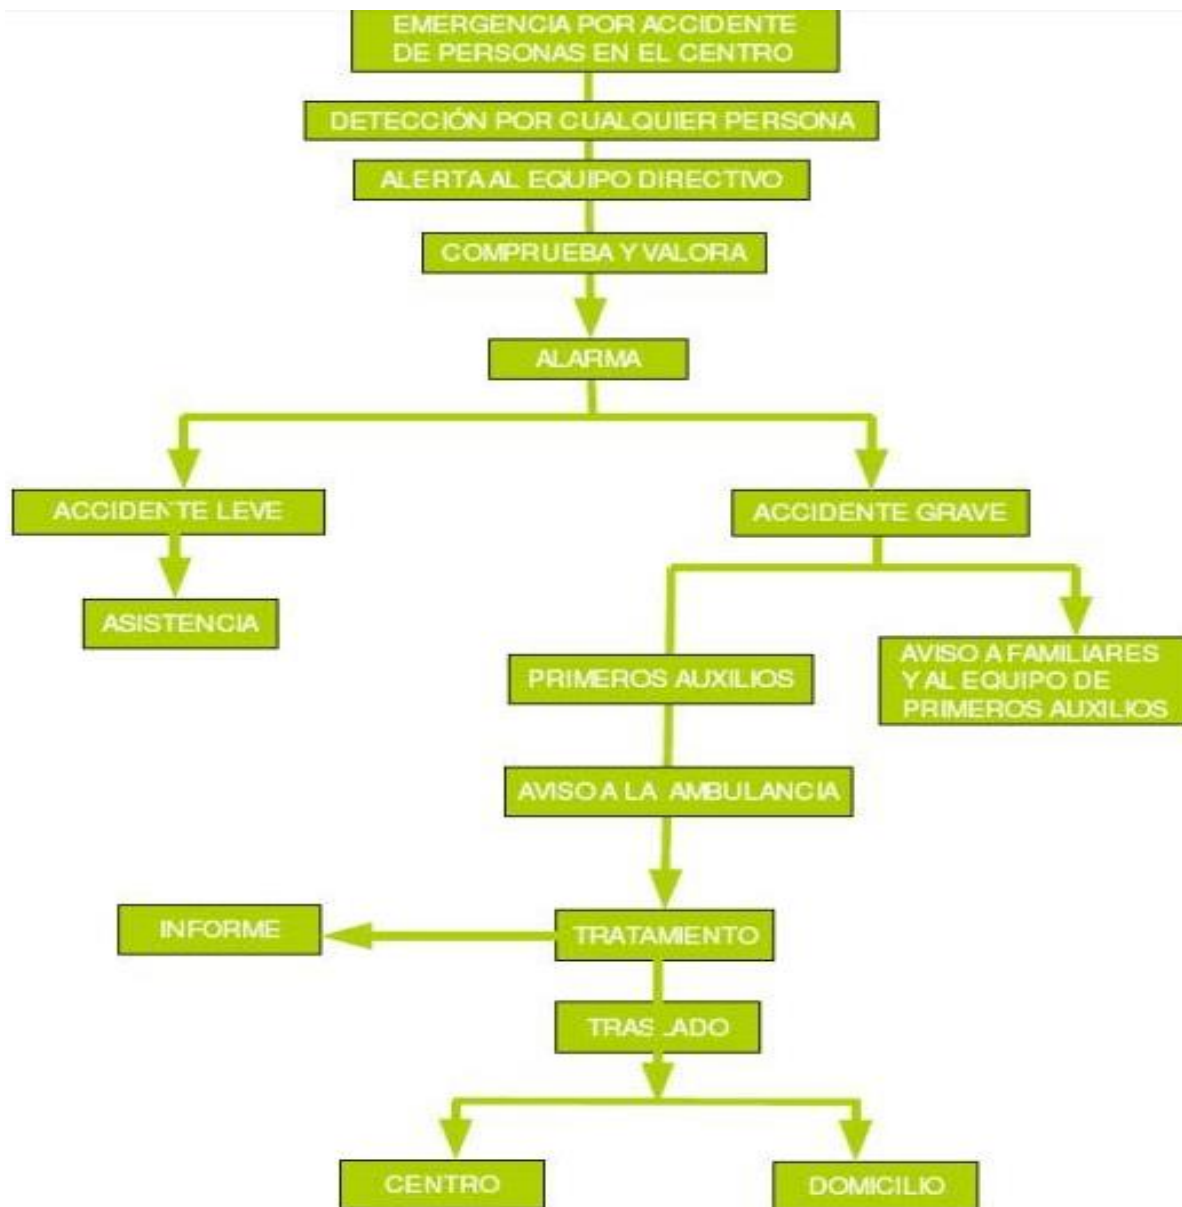 EMERGENCIA POR ACCIDENTE
DE PERSONAS EN EL CENTRO
DETECCIÓN POR CUALQUIER PERSONA
ALERTA AL EQUIPO DIRECTIVO
COMPRUEBA Y VALORA
ALARMA
ACCIDENTE LEVE
ACCIDENTE GRAVE
ASISTENCIA
PRIMEROS AUXILIOS
AVISO A FAMILIARES
Y AL EQUIPO DE
PRIMEROS AUXILIOS
AVISO A LA AMBULANCIA
INFORME
TRATAMIENTO
TRASLADO
CENTRO
DOMICILIO